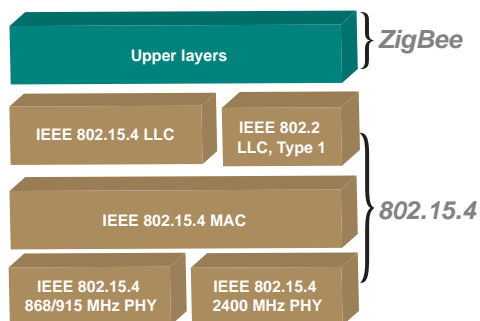 ZigBee
Upper layers
IEEE 802.15.4 LLC
IEEE 802.2
LLC, Type 1
802.15.4
IEEE 802.15.4 MAC
IEEE 802.15.4
868/915 MHz PHY
IEEE 802.15.4
2400 MHz PHY